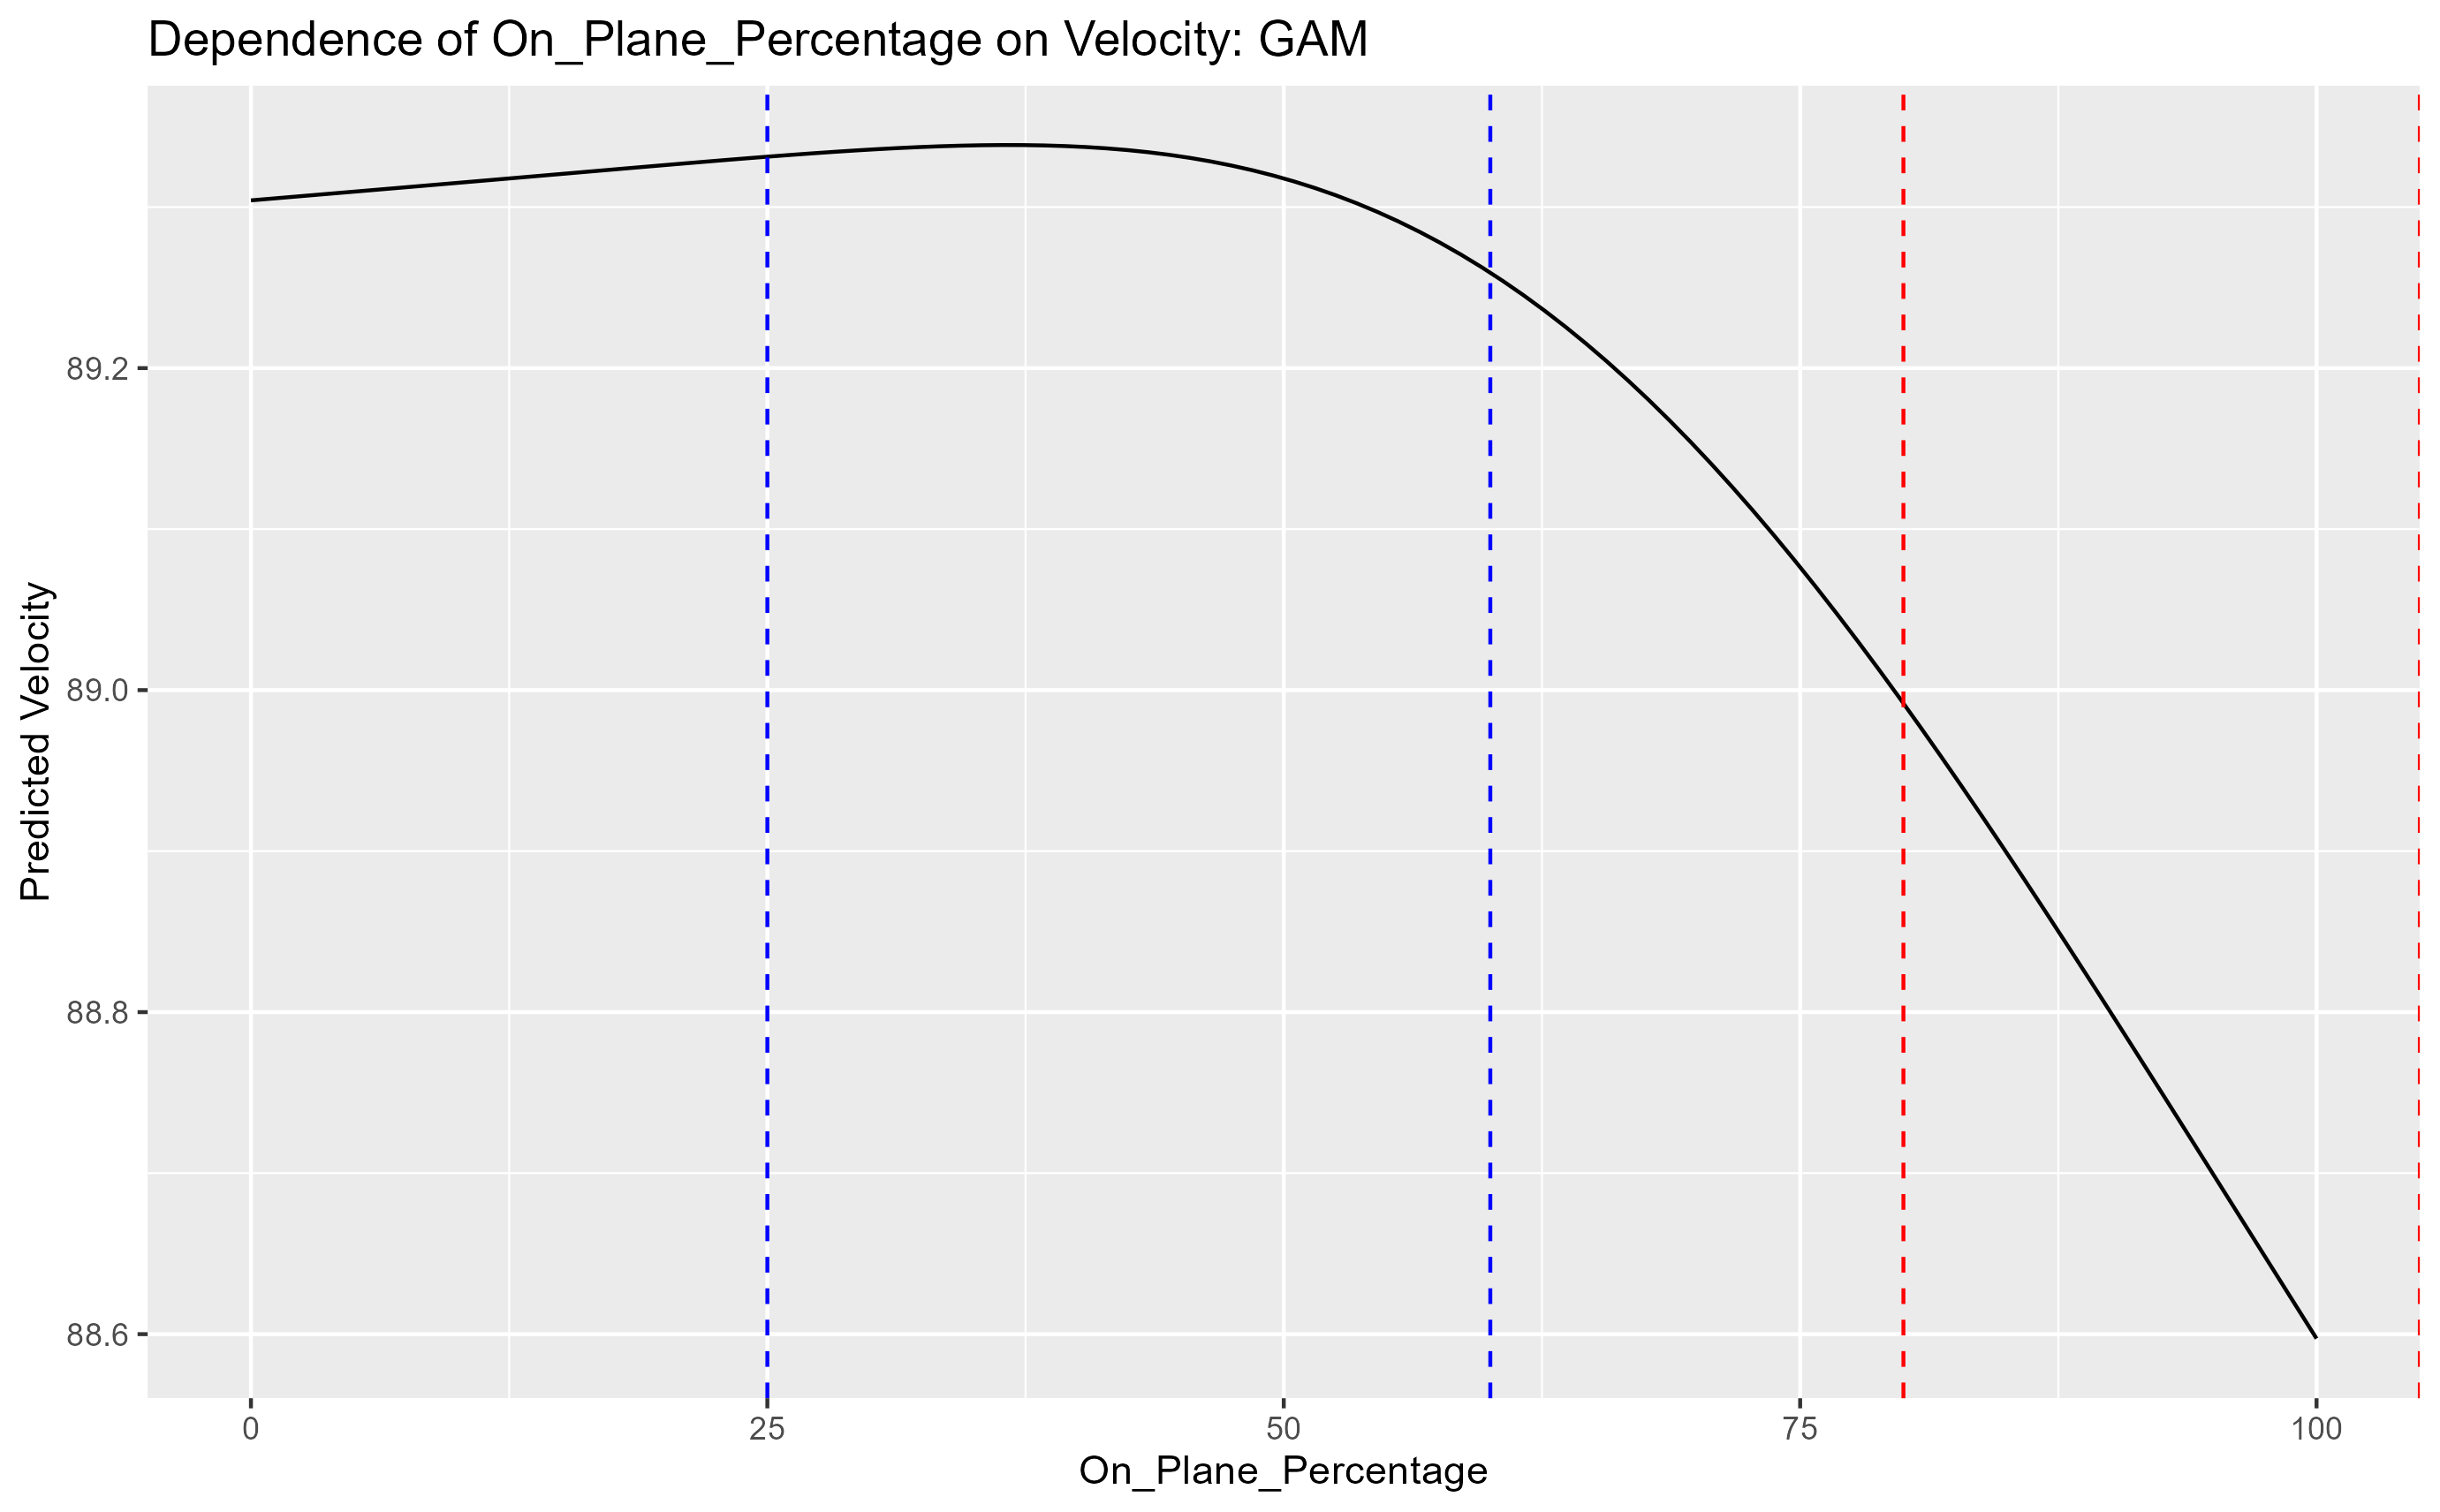 Dependence of On_Plane_Percentage on Velocity: GAM
Predicted Velocity
89.2
89.0
88.8
88.6
0 25 50 75 100
On_Plane_Percentage